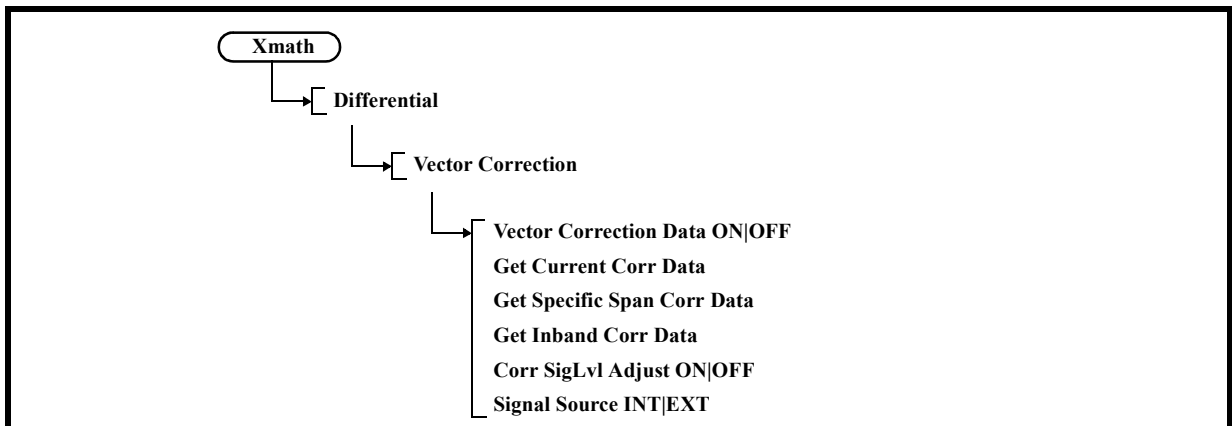 Xmath
Differential
Vector Correction
Vector Correction Data ON|OFF
Get Current Corr Data
Get Specific Span Corr Data
Get Inband Corr Data
Corr SigLvl Adjust ON|OFF
Signal Source INT|EXT